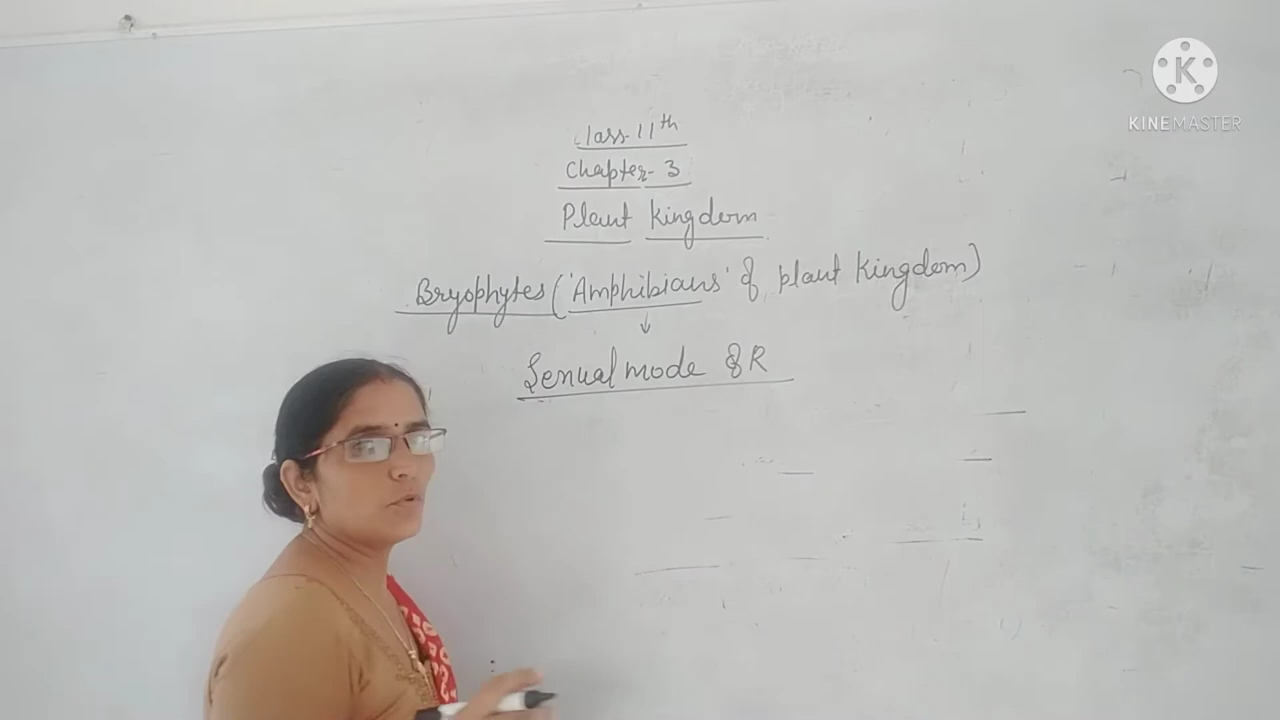 Class-11th
Chapter-3
Plant Kingdom
Bryophytes ('Amphibians' of plant Kingdom)
↓
Sexual mode of R
K
KINEMASTER